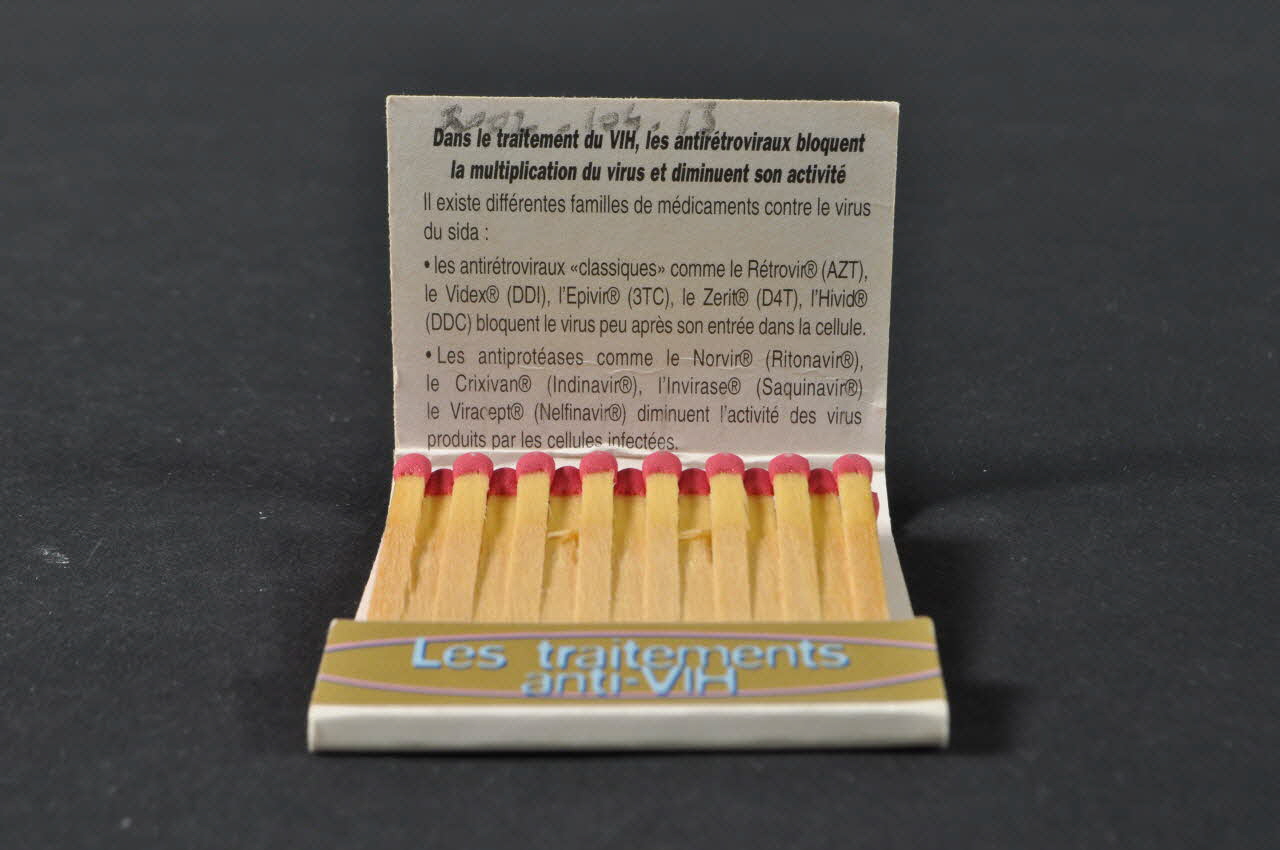 2002.104.13
Dans le traitement du VIH, les antirétroviraux bloquent
la multiplication du virus et diminuent son activité
Il existe différentes familles de médicaments contre le virus
du sida :
• les antirétroviraux «classiques» comme le Rétrovir® (AZT),
le Videx® (DDI), l'Epivir® (3TC), le Zerit® (D4T), l'Hivid®
(DDC) bloquent le virus peu après son entrée dans la cellule.
• Les antiprotéases comme le Norvir® (Ritonavir®),
le Crixivan® (Indinavir®), l'Invirase® (Saquinavir®)
le Viracept® (Nelfinavir®) diminuent l'activité des virus
produits par les cellules infectées.
Les traitements
anti-VIH